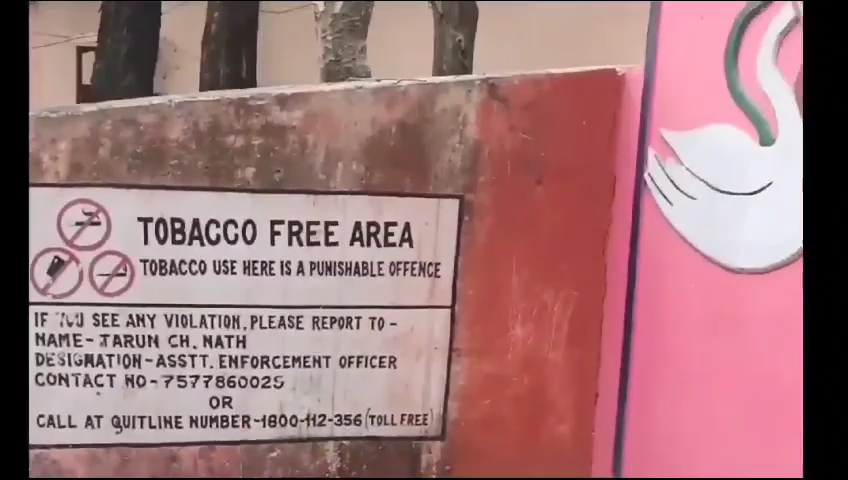 TOBACCO FREE AREA
TOBACCO USE HERE IS A PUNISHABLE OFFENCE
IF YOU SEE ANY VIOLATION, PLEASE REPORT TO-
NAME- TARUN CH. NATH
DESIGNATION-ASSTT. ENFORCEMENT OFFICER
CONTACT NO-7577860025
OR
CALL AT QUITLINE NUMBER-1800-112-356 (TOLL FREE)